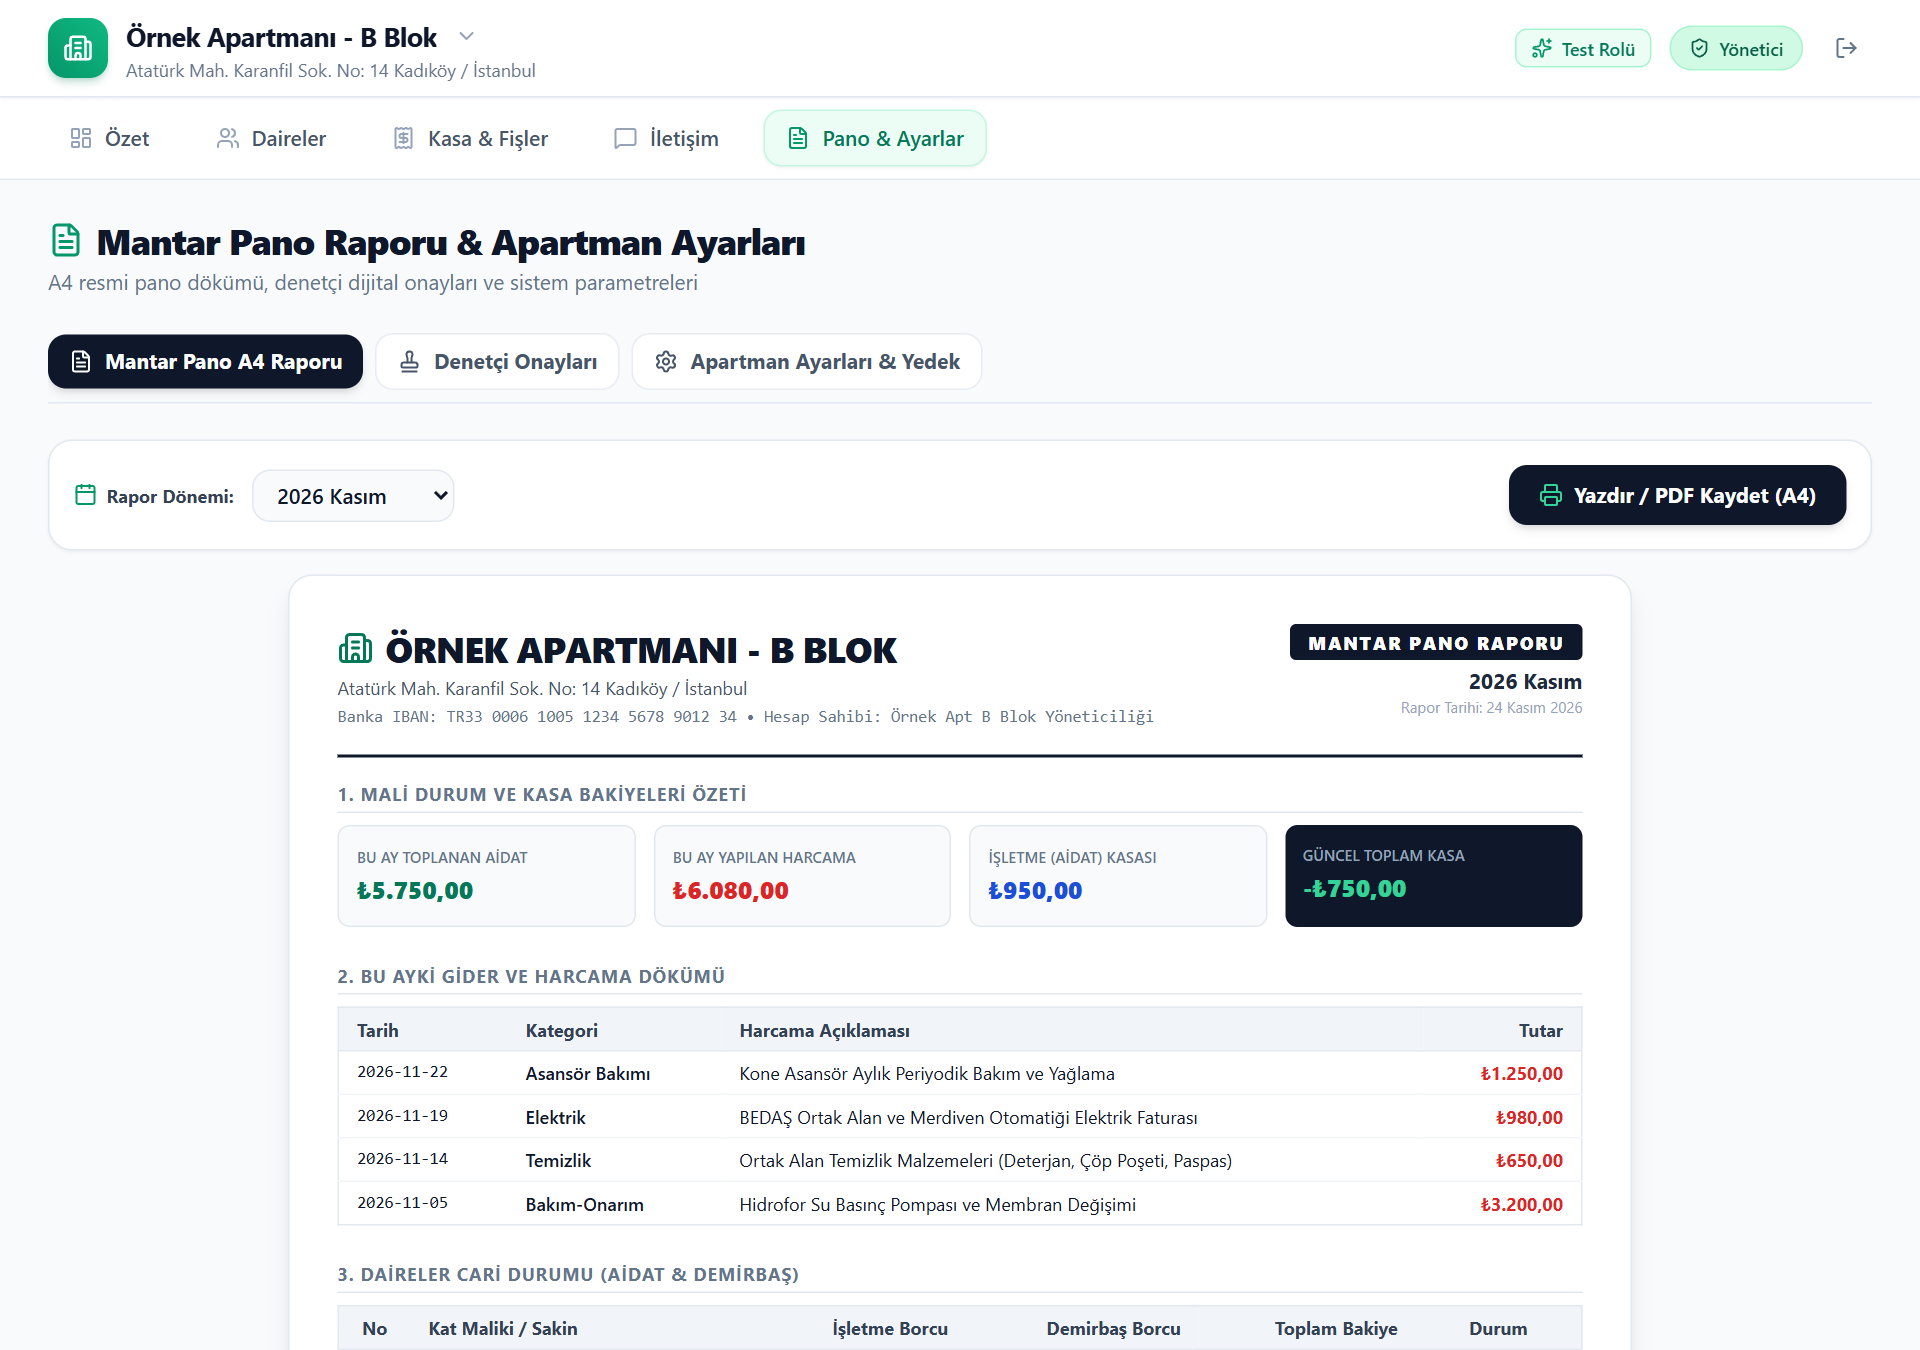 Örnek Apartmanı - B Blok
Atatürk Mah. Karanfil Sok. No: 14 Kadıköy / İstanbul
Test Rolü
Yönetici
Özet
Daireler
Kasa & Fişler
İletişim
Pano & Ayarlar
Mantar Pano Raporu & Apartman Ayarları
A4 resmi pano dökümü, denetçi dijital onayları ve sistem parametreleri
Mantar Pano A4 Raporu
Denetçi Onayları
Apartman Ayarları & Yedek
Rapor Dönemi:
2026 Kasım
Yazdır / PDF Kaydet (A4)
ÖRNEK APARTMANI - B BLOK
Atatürk Mah. Karanfil Sok. No: 14 Kadıköy / İstanbul
Banka IBAN: TR33 0006 1005 1234 5678 9012 34 • Hesap Sahibi: Örnek Apt B Blok Yöneticiliği
MANTAR PANO RAPORU
2026 Kasım
Rapor Tarihi: 24 Kasım 2026
1. MALİ DURUM VE KASA BAKİYELERİ ÖZETİ
BU AY TOPLANAN AİDAT
₺5.750,00
BU AY YAPILAN HARCAMA
₺6.080,00
İŞLETME (AİDAT) KASASI
₺950,00
GÜNCEL TOPLAM KASA
-₺750,00
2. BU AYKİ GİDER VE HARCAMA DÖKÜMÜ
Tarih Kategori Harcama Açıklaması Tutar
2026-11-22 Asansör Bakımı Kone Asansör Aylık Periyodik Bakım ve Yağlama ₺1.250,00
2026-11-19 Elektrik BEDAŞ Ortak Alan ve Merdiven Otomatiği Elektrik Faturası ₺980,00
2026-11-14 Temizlik Ortak Alan Temizlik Malzemeleri (Deterjan, Çöp Poşeti, Paspas) ₺650,00
2026-11-05 Bakım-Onarım Hidrofor Su Basınç Pompası ve Membran Değişimi ₺3.200,00
3. DAİRELER CARİ DURUMU (AİDAT & DEMİRBAŞ)
No Kat Maliki / Sakin İşletme Borcu Demirbaş Borcu Toplam Bakiye Durum